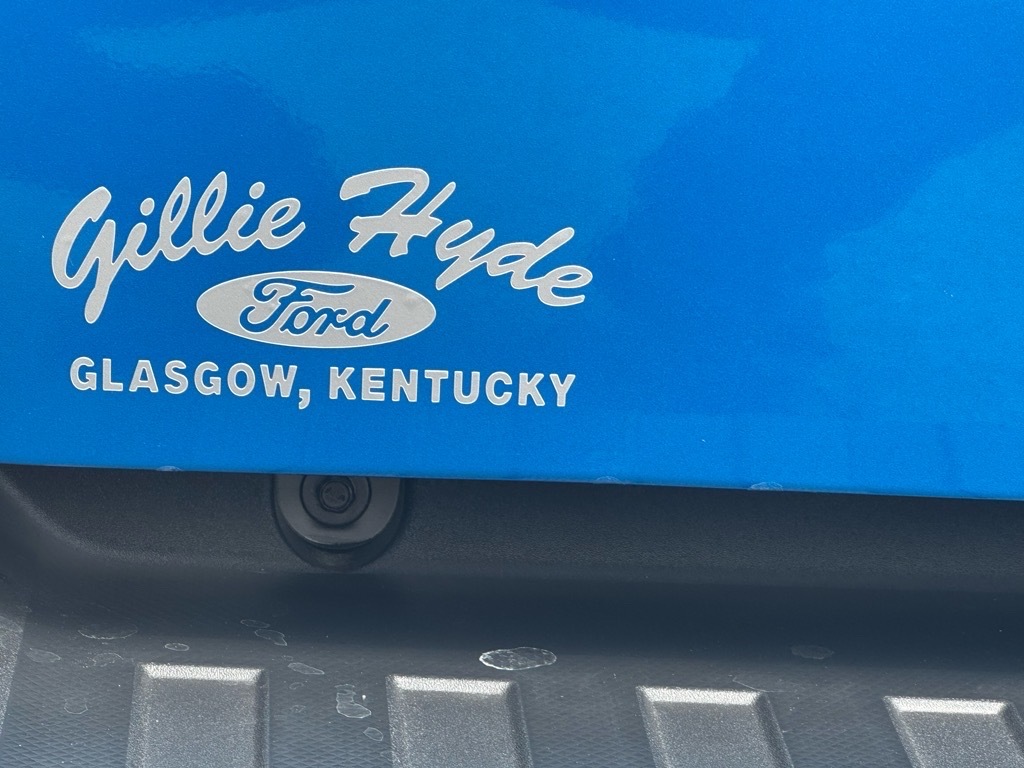 Gillie Hyde
Ford
GLASGOW, KENTUCKY